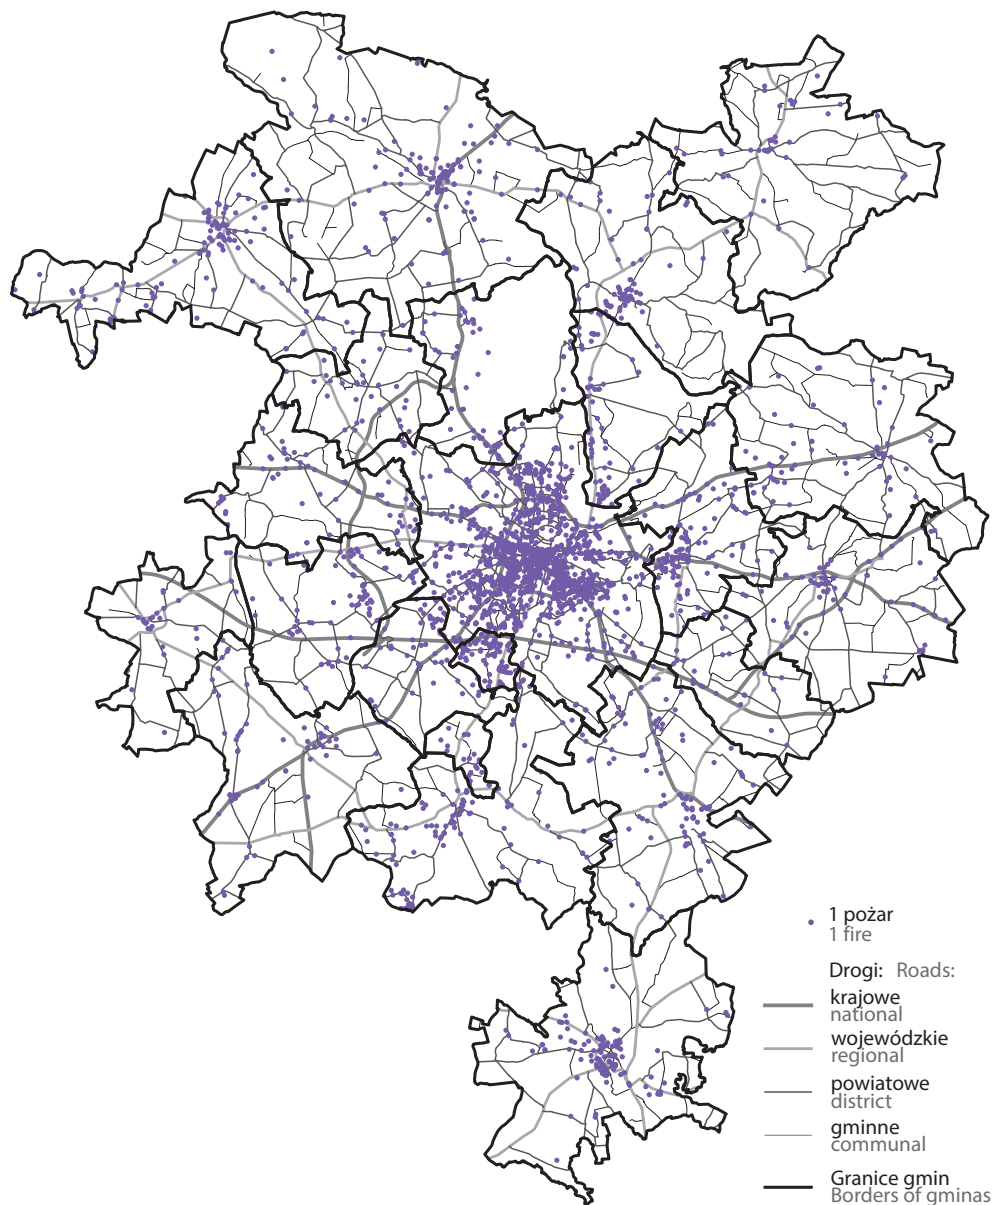 1 pożar
1 fire
Drogi: Roads:
krajowe
national
wojewódzkie
regional
powiatowe
district
gminne
communal
Granice gmin
Borders of gminas